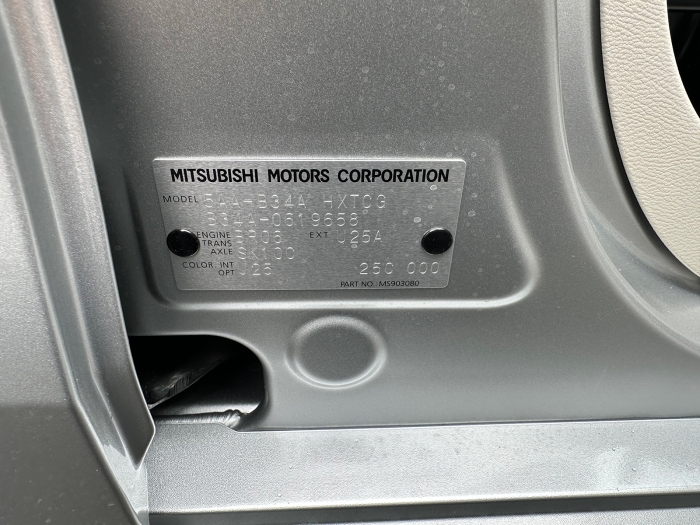 MITSUBISHI MOTORS CORPORATION
MODEL 5AA-B34A HXTCG
B34A-0619658
ENGINE BR06 EXT U25A
TRANS
AXLE SK100
COLOR INT U26
OPT 250 000
PART NO. MS903080